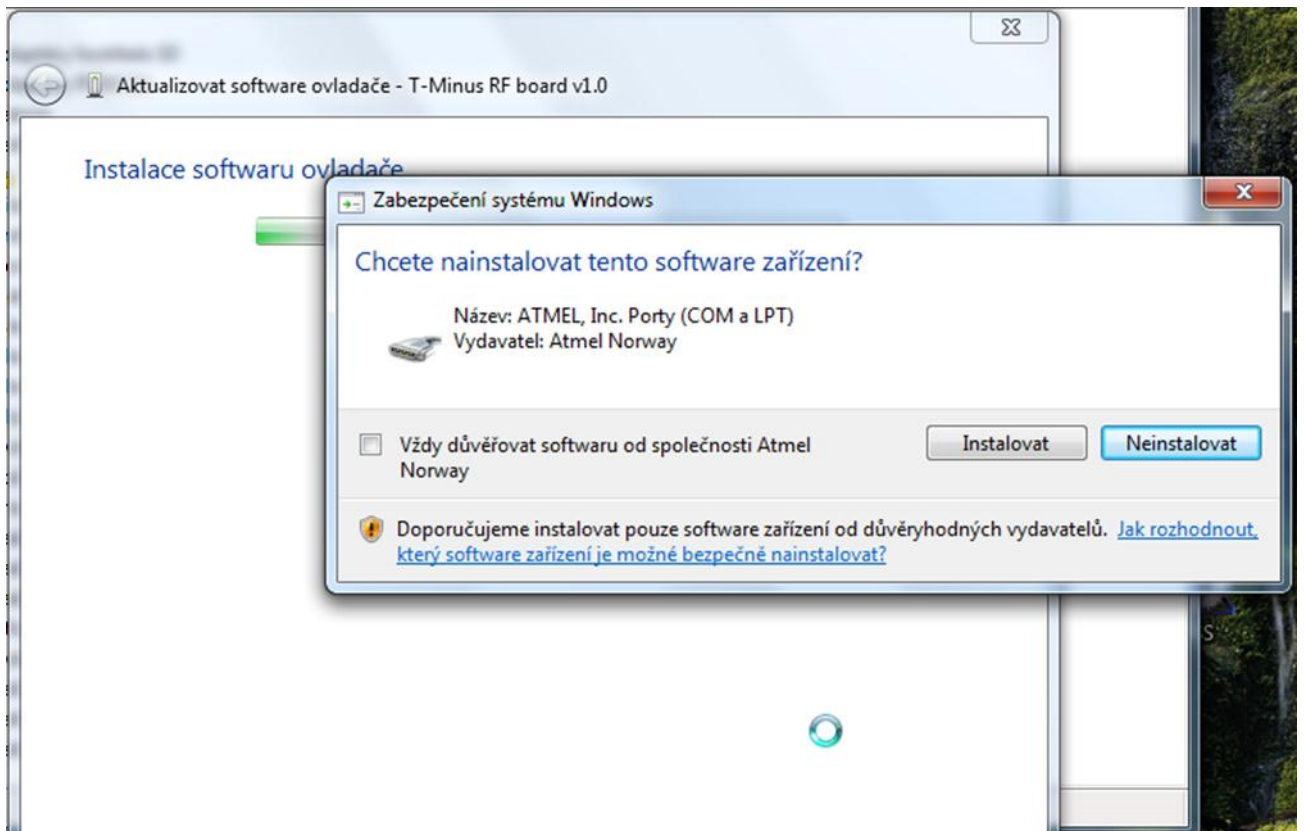 Aktualizovat software ovladače - T-Minus RF board v1.0
Instalace softwaru ovladače
Zabezpečení systému Windows
Chcete nainstalovat tento software zařízení?
Název: ATMEL, Inc. Porty (COM a LPT)
Vydavatel: Atmel Norway
Vždy důvěřovat softwaru od společnosti Atmel
Norway
Instalovat
Neinstalovat
Doporučujeme instalovat pouze software zařízení od důvěryhodných vydavatelů. Jak rozhodnout,
který software zařízení je možné bezpečně nainstalovat?
S